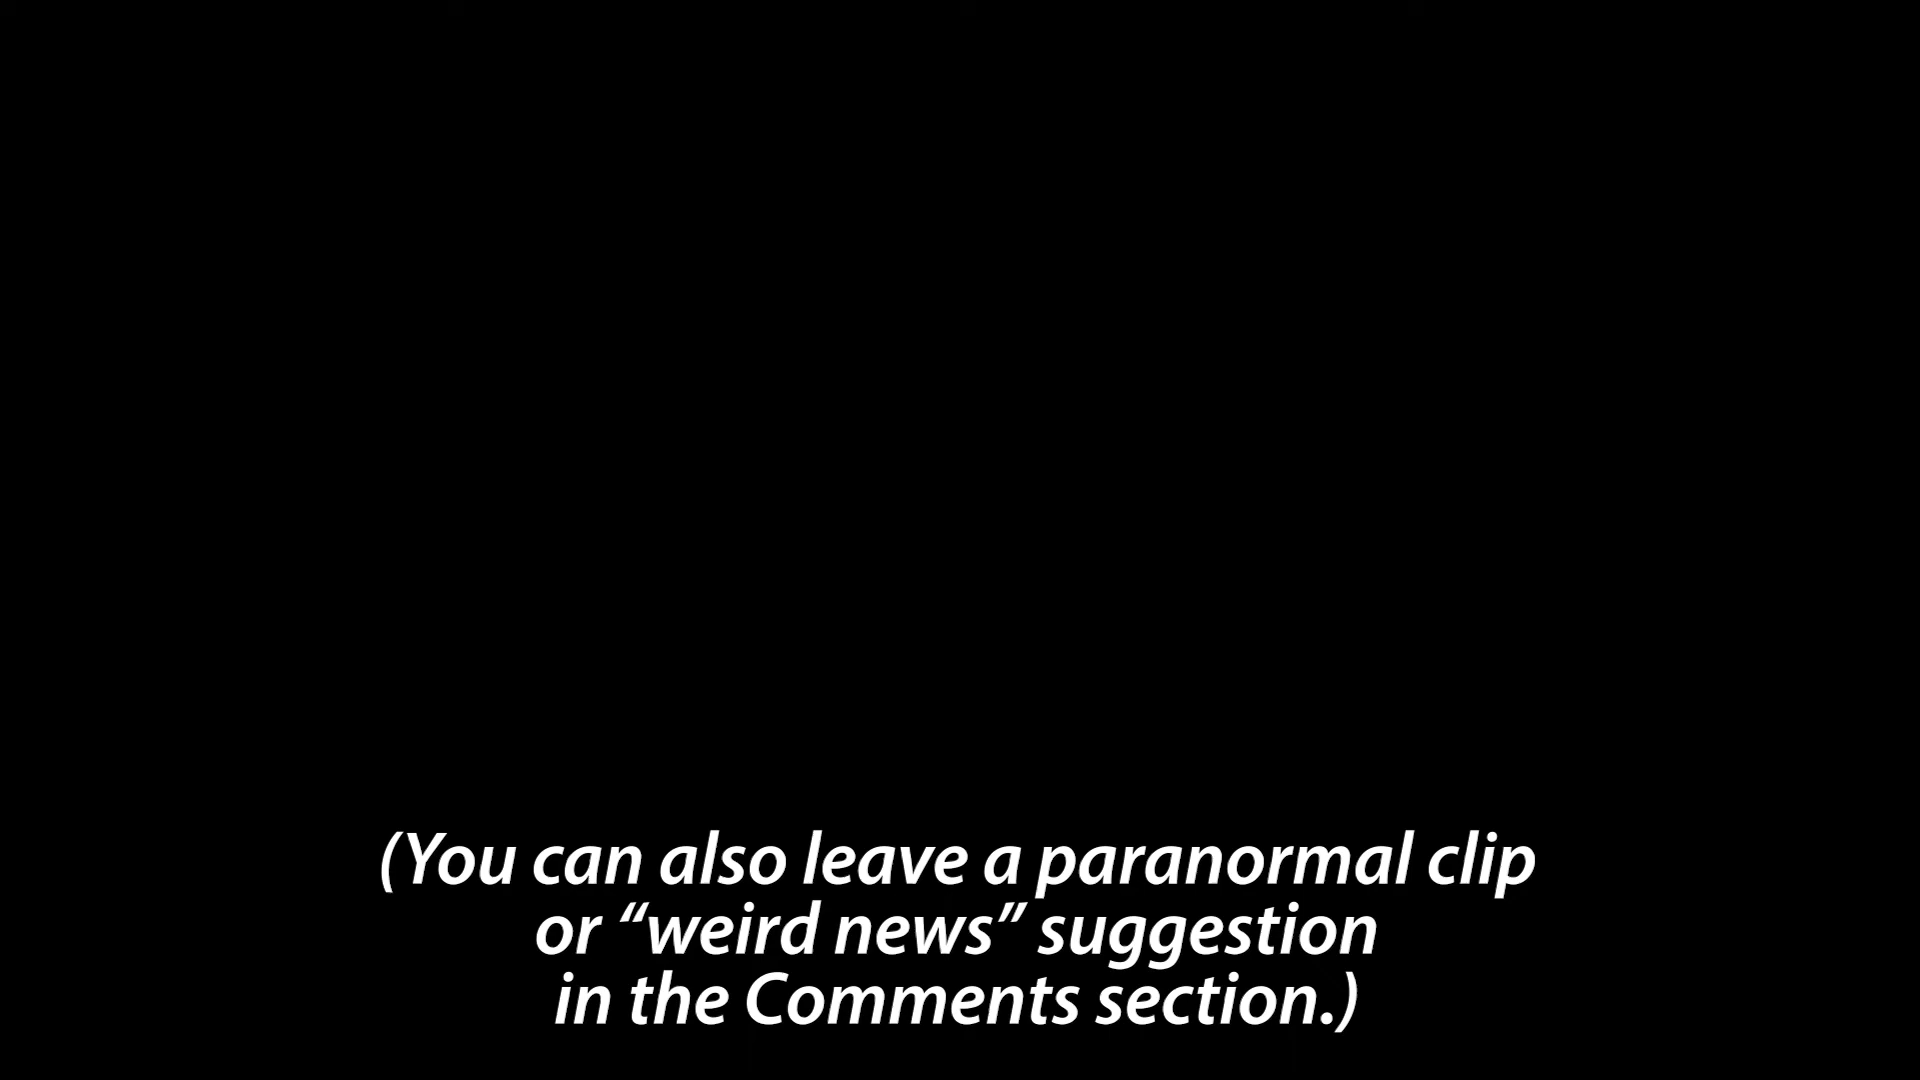 (You can also leave a paranormal clip
or “weird news” suggestion
in the Comments section.)